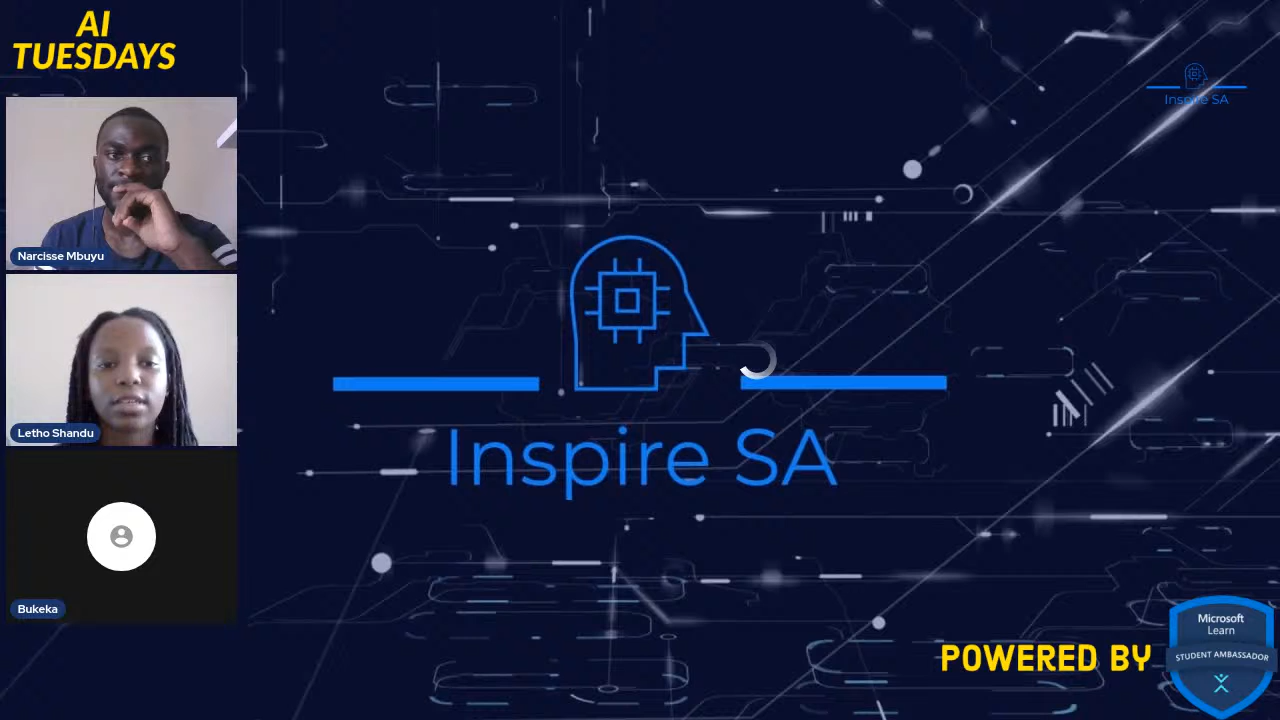 AI
TUESDAYS
Inspire SA
Narcisse Mbuyu
Letho Shandu
Inspire SA
Bukeka
POWERED BY
Microsoft
Learn
STUDENT AMBASSADOR